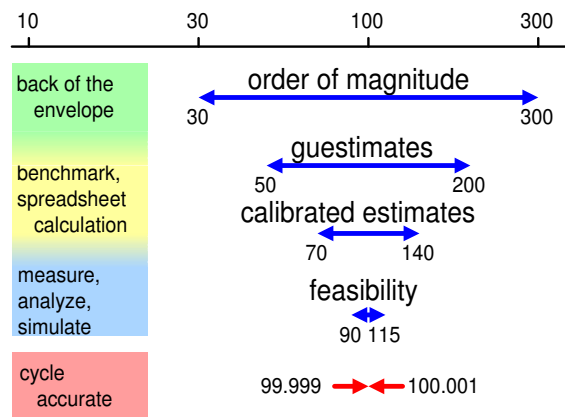 10 30 100 300
back of the
envelope
order of magnitude
30 300
benchmark,
spreadsheet
calculation
guestimates
50 200
calibrated estimates
70 140
measure,
analyze,
simulate
feasibility
90 115
cycle
accurate
99.999 100.001